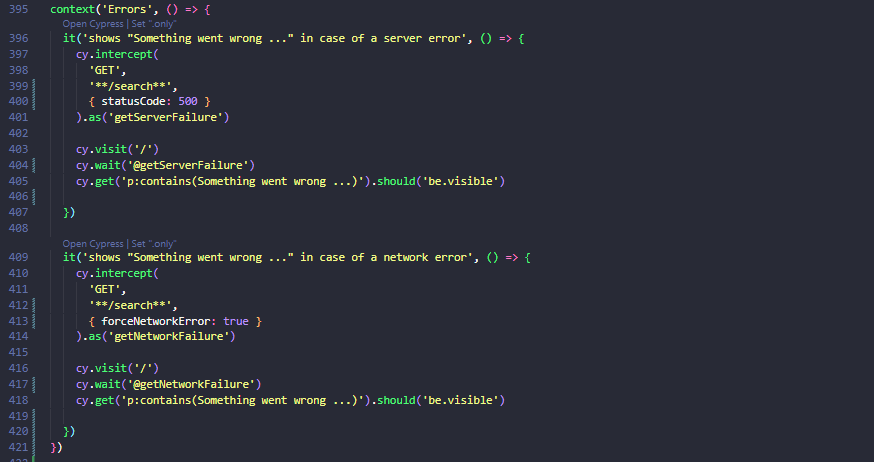 395 context('Errors', () => {
Open Cypress | Set ".only"
396 it('shows "Something went wrong ..." in case of a server error', () => {
397 cy.intercept(
398 'GET',
399 '**/search**',
400 { statusCode: 500 }
401 ).as('getServerFailure')
402
403 cy.visit('/')
404 cy.wait('@getServerFailure')
405 cy.get('p:contains(Something went wrong ...)').should('be.visible')
406
407 })
408
Open Cypress | Set ".only"
409 it('shows "Something went wrong ..." in case of a network error', () => {
410 cy.intercept(
411 'GET',
412 '**/search**',
413 { forceNetworkError: true }
414 ).as('getNetworkFailure')
415
416 cy.visit('/')
417 cy.wait('@getNetworkFailure')
418 cy.get('p:contains(Something went wrong ...)').should('be.visible')
419
420 })
421 })